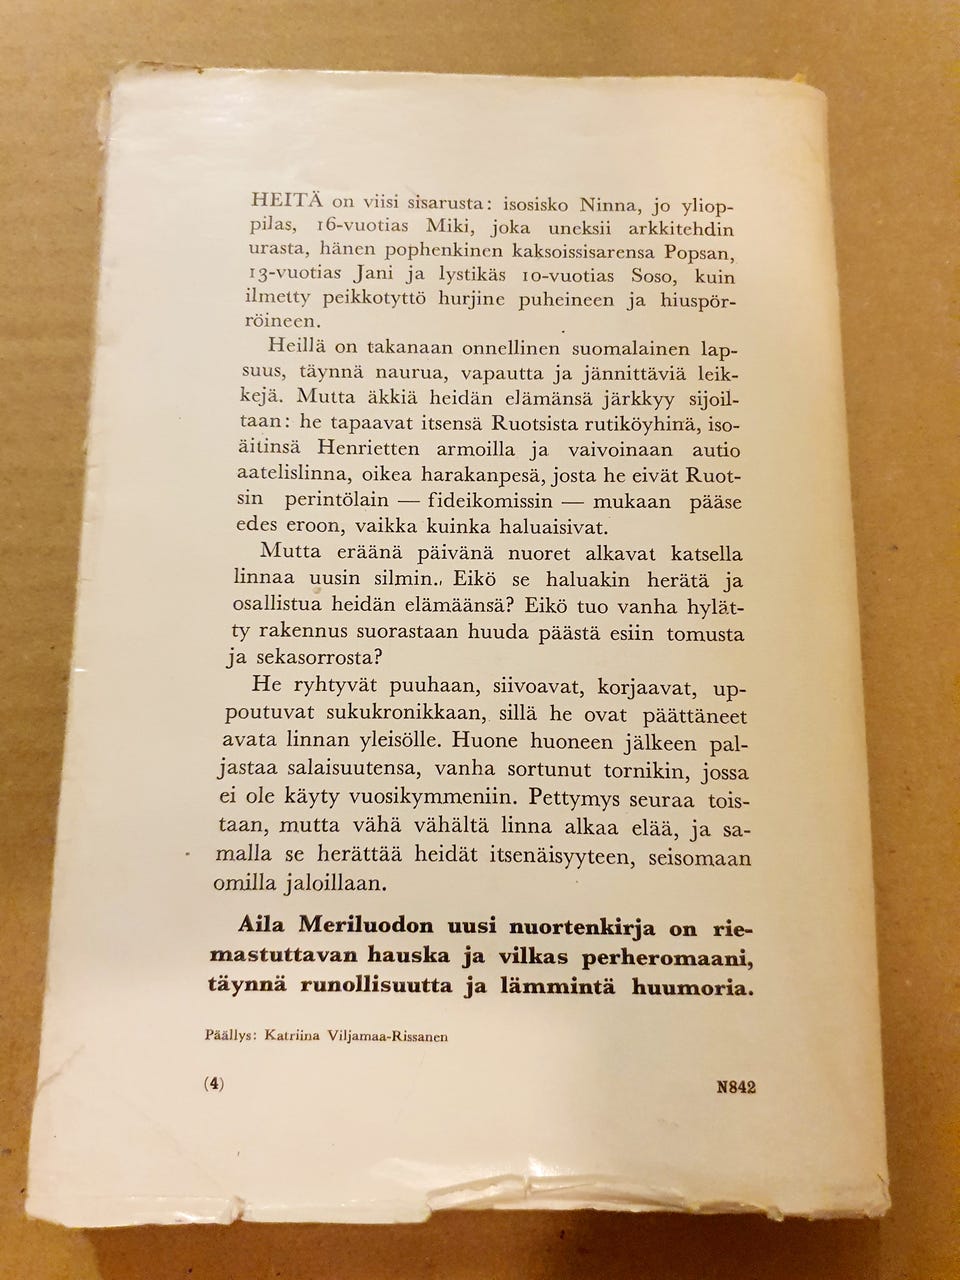 HEITÄ on viisi sisarusta: isosisko Ninna, jo yliop-
pilas, 16-vuotias Miki, joka uneksii arkkitehdin
urasta, hänen pophenkinen kaksoissisarensa Popsan,
13-vuotias Jani ja lystikäs 10-vuotias Soso, kuin
ilmetty peikkotyttö hurjine puheineen ja hiuspör-
röineen.
Heillä on takanaan onnellinen suomalainen lap-
suus, täynnä naurua, vapautta ja jännittäviä leik-
kejä. Mutta äkkiä heidän elämänsä järkkyy sijoil-
taan: he tapaavat itsensä Ruotsista rutiköyhinä, iso-
äitinsä Henrietten armoilla ja vaivoinaan autio
aatelislinna, oikea harakanpesä, josta he eivät Ruot-
sin perintölain — fideikomissin — mukaan pääse
edes eroon, vaikka kuinka haluaisivat.
Mutta eräänä päivänä nuoret alkavat katsella
linnaa uusin silmin.. Eikö se haluakin herätä ja
osallistua heidän elämäänsä? Eikö tuo vanha hylät-
ty rakennus suorastaan huuda päästä esiin tomusta
ja sekasorrosta?
He ryhtyvät puuhaan, siivoavat, korjaavat, up-
poutuvat sukukronikkaan, sillä he ovat päättäneet
avata linnan yleisölle. Huone huoneen jälkeen pal-
jastaa salaisuutensa, vanha sortunut tornikin, jossa
ei ole käyty vuosikymmeniin. Pettymys seuraa tois-
taan, mutta vähä vähältä linna alkaa elää, ja sa-
malla se herättää heidät itsenäisyyteen, seisomaan
omilla jaloillaan.
Aila Meriluodon uusi nuortenkirja on rie-
mastuttavan hauska ja vilkas perheromaani,
täynnä runollisuutta ja lämmintä huumoria.
Päällys: Katriina Viljamaa-Rissanen
(4) N842